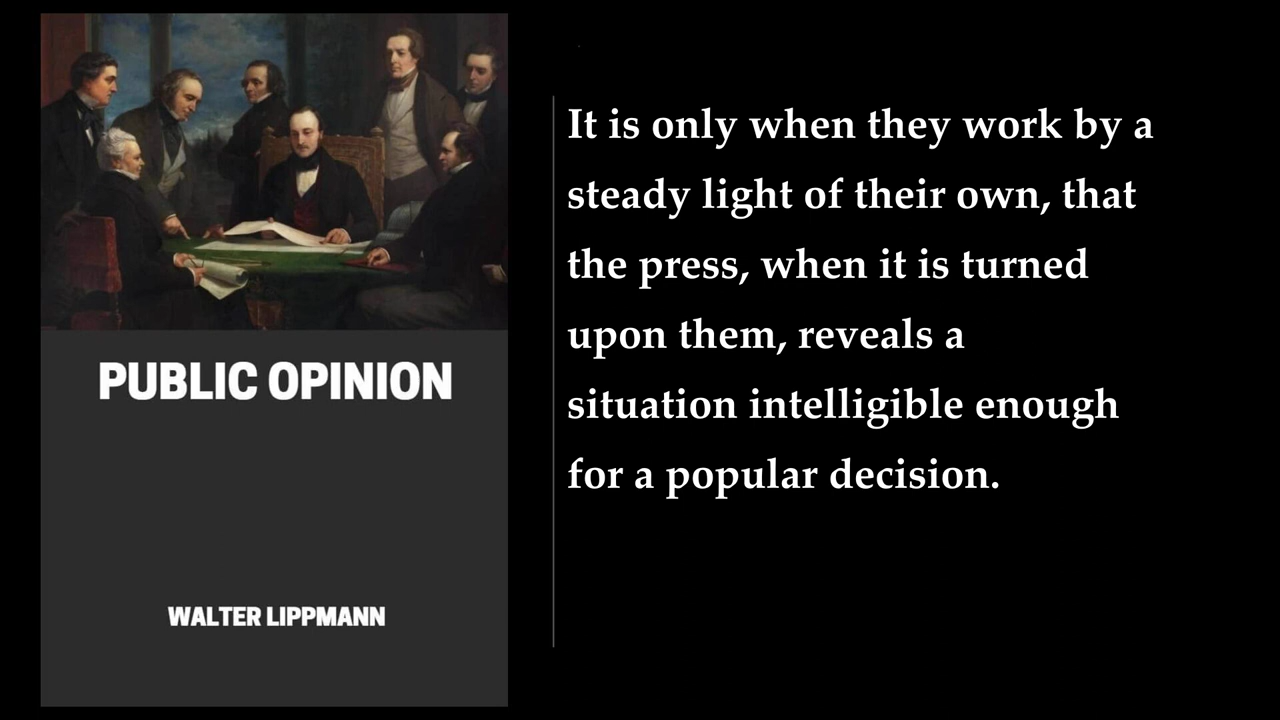 PUBLIC OPINION
WALTER LIPPMANN
It is only when they work by a
steady light of their own, that
the press, when it is turned
upon them, reveals a
situation intelligible enough
for a popular decision.